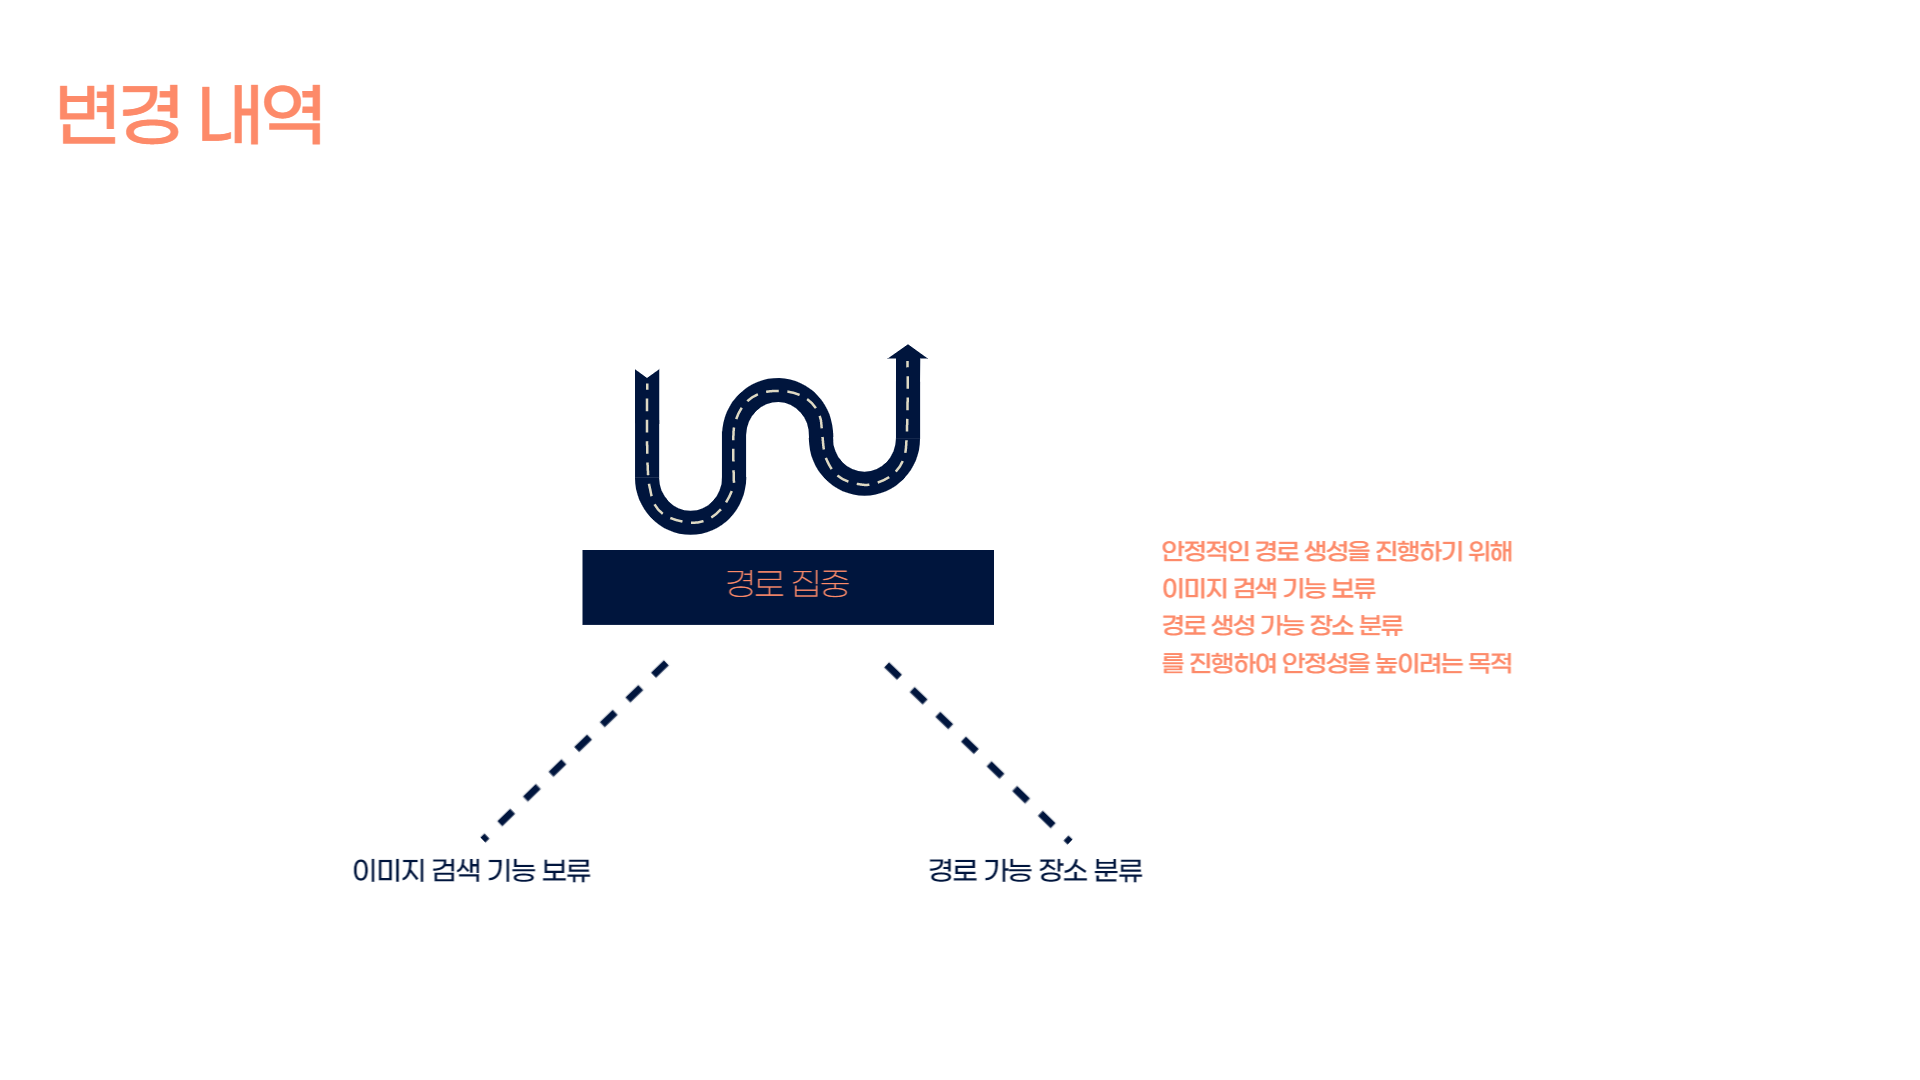 변경 내역
경로 집중
안정적인 경로 생성을 진행하기 위해
이미지 검색 기능 보류
경로 생성 가능 장소 분류
를 진행하여 안정성을 높이려는 목적
이미지 검색 기능 보류
경로 가능 장소 분류